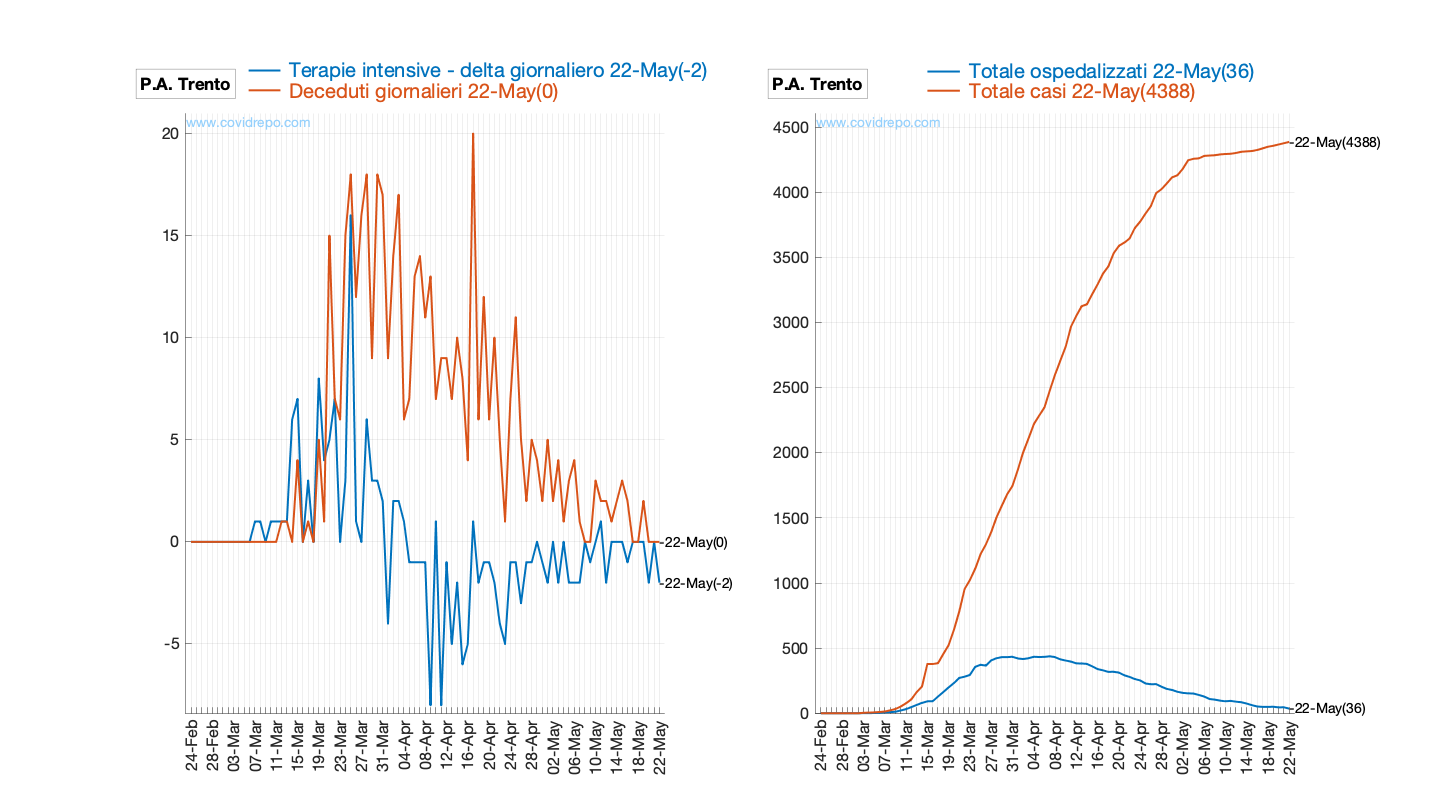 P.A. Trento
Terapie intensive - delta giornaliero 22-May(-2)
Deceduti giornalieri 22-May(0)
www.covidrepo.com
20
15
10
5
0
-5
22-May(0)
22-May(-2)
24-Feb
28-Feb
03-Mar
07-Mar
11-Mar
15-Mar
19-Mar
23-Mar
27-Mar
31-Mar
04-Apr
08-Apr
12-Apr
16-Apr
20-Apr
24-Apr
28-Apr
02-May
06-May
10-May
14-May
18-May
22-May
P.A. Trento
Totale ospedalizzati 22-May(36)
Totale casi 22-May(4388)
www.covidrepo.com
4500
4000
3500
3000
2500
2000
1500
1000
500
0
22-May(4388)
22-May(36)
24-Feb
28-Feb
03-Mar
07-Mar
11-Mar
15-Mar
19-Mar
23-Mar
27-Mar
31-Mar
04-Apr
08-Apr
12-Apr
16-Apr
20-Apr
24-Apr
28-Apr
02-May
06-May
10-May
14-May
18-May
22-May